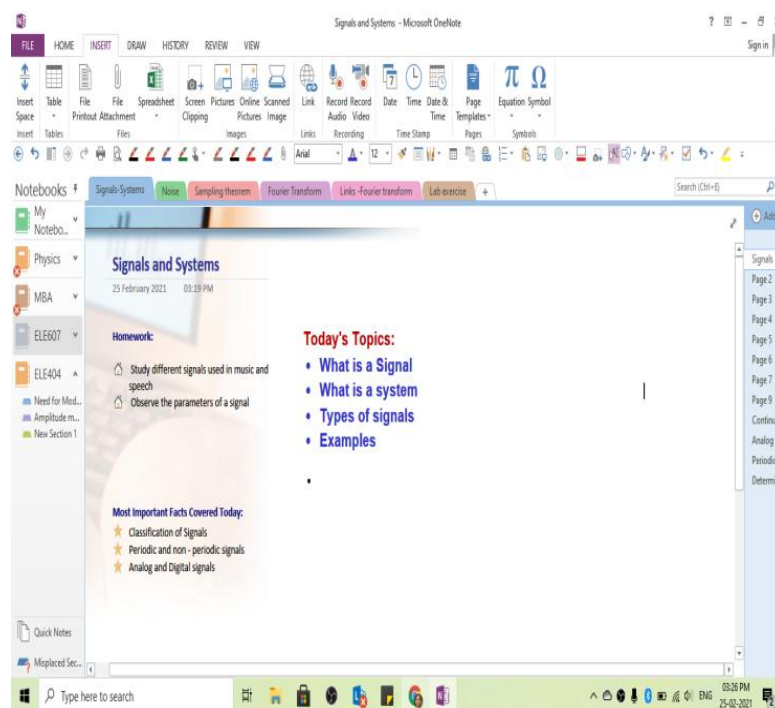 Signals and Systems - Microsoft OneNote
?
Sign in
FILE HOME INSERT DRAW HISTORY REVIEW VIEW
Insert Space
Table
File Printout
File Attachment
Spreadsheet
Screen Clipping
Pictures
Online Pictures
Scanned Image
Link
Record Audio
Record Video
Date
Time
Date & Time
Page Templates
Equation
Symbol
π Ω
Insert Tables Files Images Links Recording Time Stamp Pages Symbols
Arial 12
Notebooks
Signals-Systems Noise Sampling theorem Fourier Transform Links -Fourier transform Lab exercise +
Search (Ctrl+E)
My Notebo...
Physics
MBA
ELE607
ELE404
Need for Mod...
Amplitude m...
New Section 1
Quick Notes
Misplaced Sec...
Signals and Systems
25 February 2021 03:19 PM
Homework:
Study different signals used in music and
speech
Observe the parameters of a signal
Most Important Facts Covered Today:
Classification of Signals
Periodic and non - periodic signals
Analog and Digital signals
Today's Topics:
• What is a Signal
• What is a system
• Types of signals
• Examples
•
Add
Signals
Page 2
Page 3
Page 4
Page 5
Page 6
Page 7
Page 9
Continu
Analog
Periodic
Determi
Type here to search
ENG
03:26 PM
25-02-2021